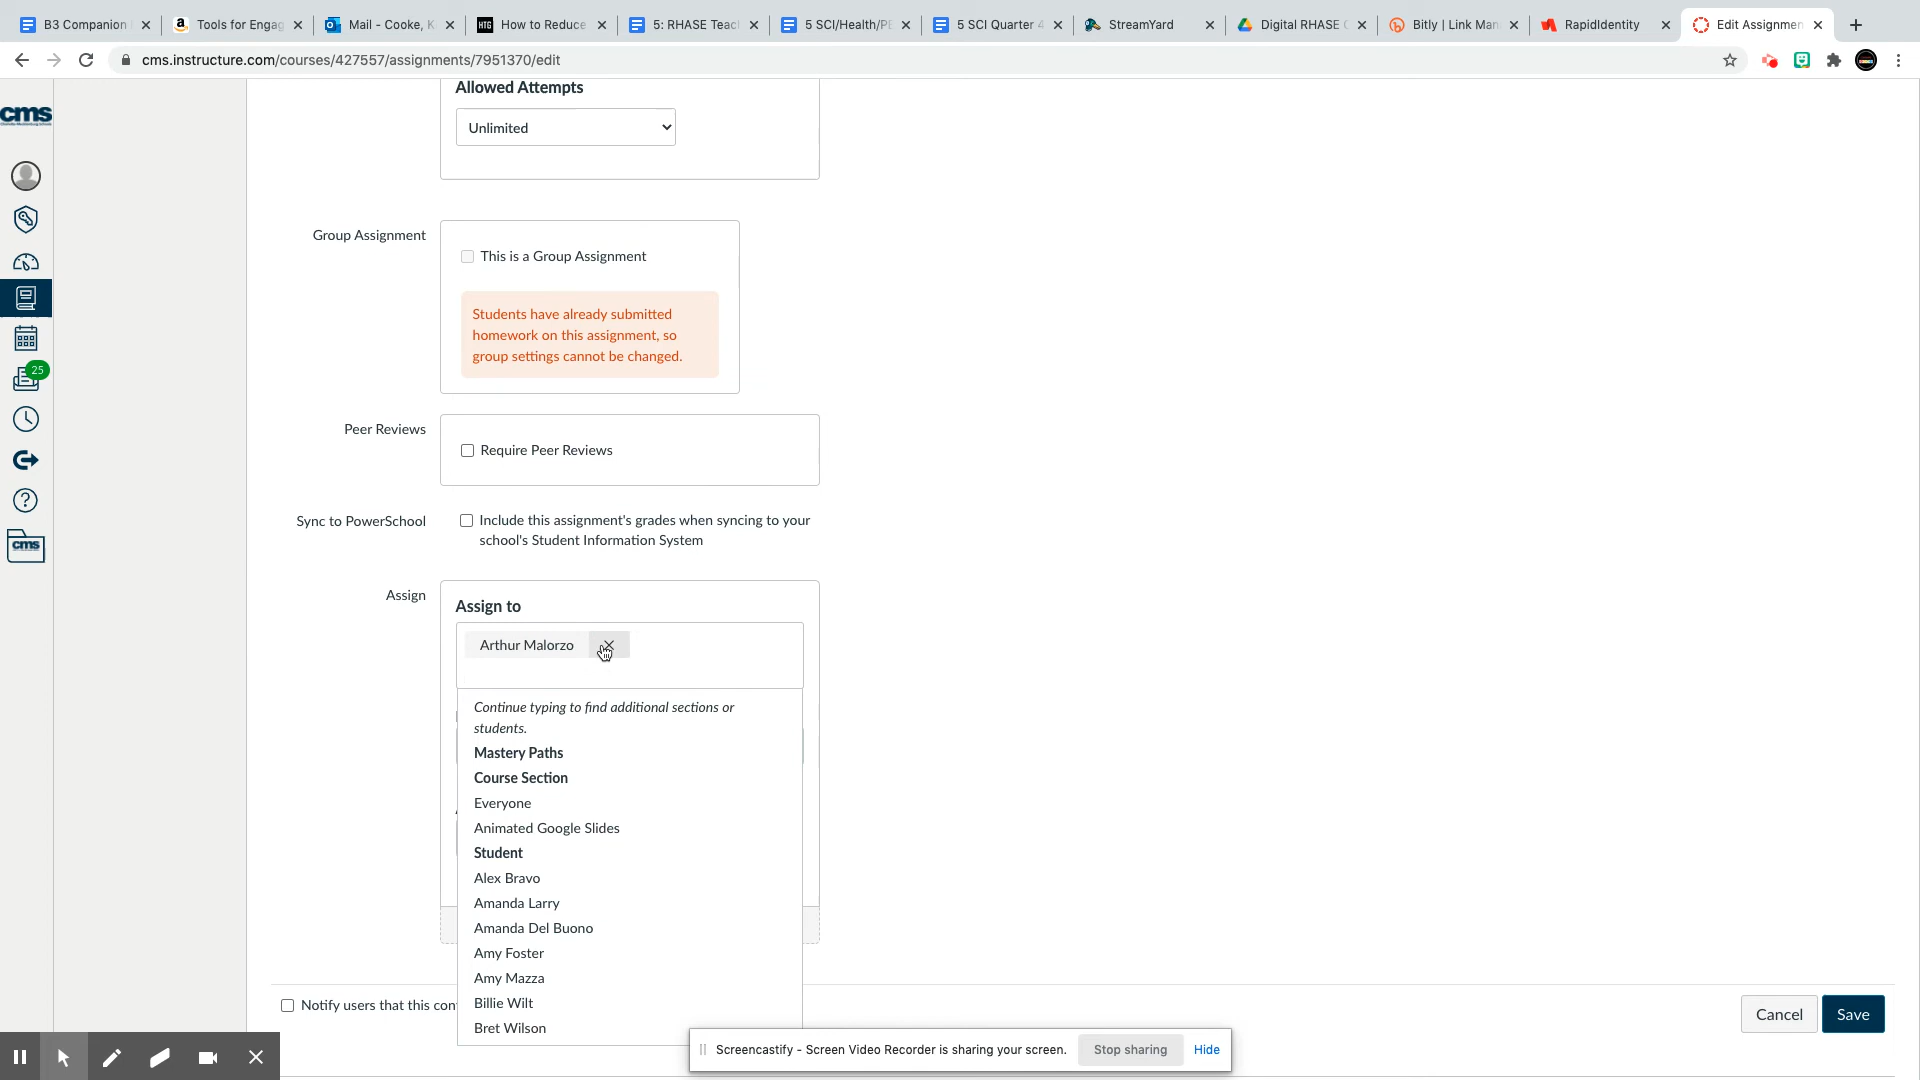 B3 Companion
Tools for Engag
Mail - Cooke, K
HTG
How to Reduce
5: RHASE Teac
5 SCI/Health/PE
5 SCI Quarter 4
StreamYard
Digital RHASE
Bitly | Link Man
RapidIdentity
Edit Assignmen
cms.instructure.com/courses/427557/assignments/7951370/edit
cms
Allowed Attempts
Unlimited
Group Assignment
This is a Group Assignment
Students have already submitted
homework on this assignment, so
group settings cannot be changed.
25
Peer Reviews
Require Peer Reviews
Sync to PowerSchool
Include this assignment's grades when syncing to your
school's Student Information System
cms
Assign
Assign to
Arthur Malorzo
Continue typing to find additional sections or
students.
Mastery Paths
Course Section
Everyone
Animated Google Slides
Student
Alex Bravo
Amanda Larry
Amanda Del Buono
Amy Foster
Amy Mazza
Billie Wilt
Bret Wilson
Notify users that this con
Cancel
Save
Screencastify - Screen Video Recorder is sharing your screen.
Stop sharing
Hide